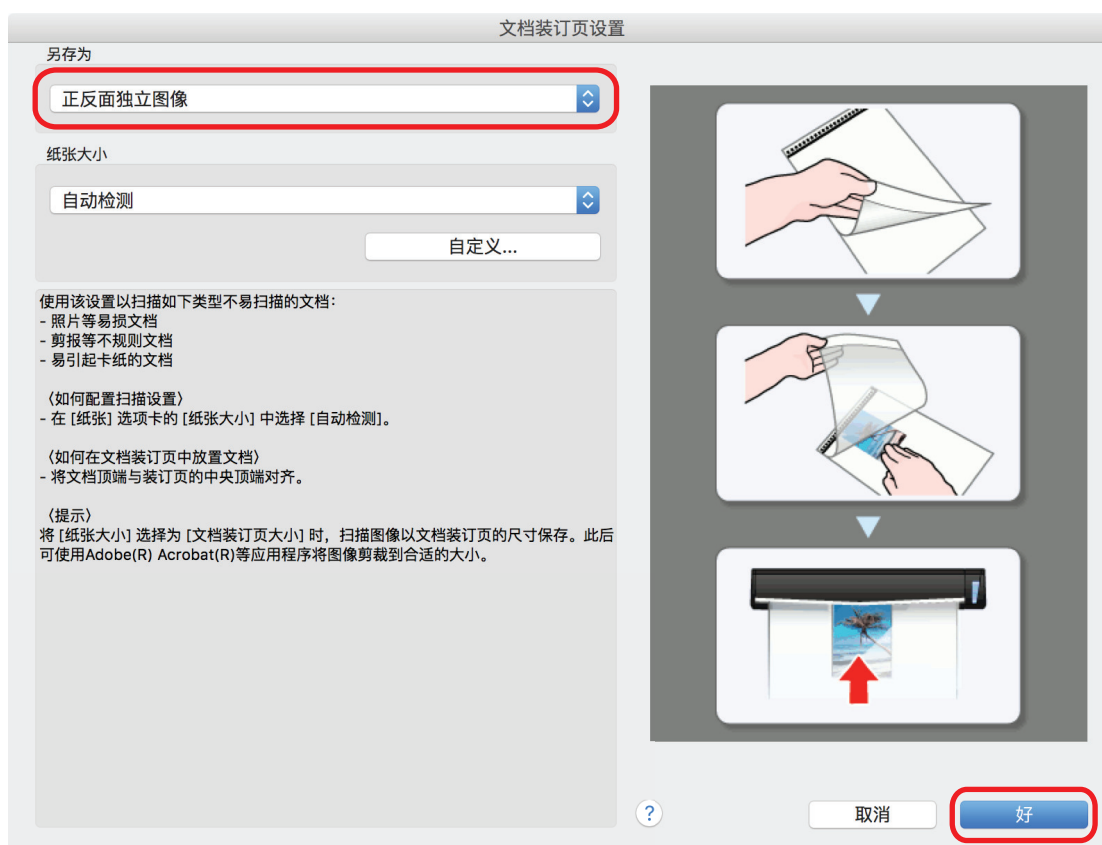 文档装订页设置
另存为
正反面独立图像
纸张大小
自动检测
自定义...
使用该设置以扫描如下类型不易扫描的文档：
- 照片等易损文档
- 剪报等不规则文档
- 易引起卡纸的文档
〈如何配置扫描设置〉
- 在 [纸张] 选项卡的 [纸张大小] 中选择 [自动检测]。
〈如何在文档装订页中放置文档〉
- 将文档顶端与装订页的中央顶端对齐。
〈提示〉
将 [纸张大小] 选择为 [文档装订页大小] 时，扫描图像以文档装订页的尺寸保存。此后
可使用Adobe(R) Acrobat(R)等应用程序将图像剪裁到合适的大小。
?
取消
好